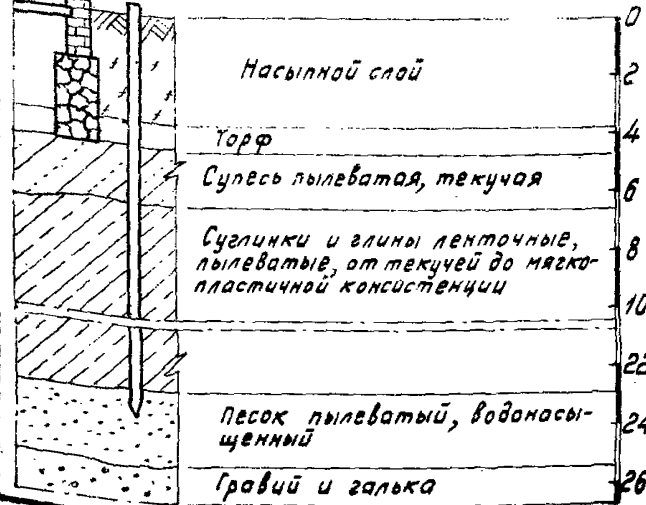 0
Насыпной слой
2
4
Торф
Супесь пылеватая, текучая
6
Суглинки и глины ленточные,
пылеватые, от текучей до мягко-
пластичной консистенции
8
10
22
Песок пылеватый, водонасы-
щенный
24
Гравий и галька
26